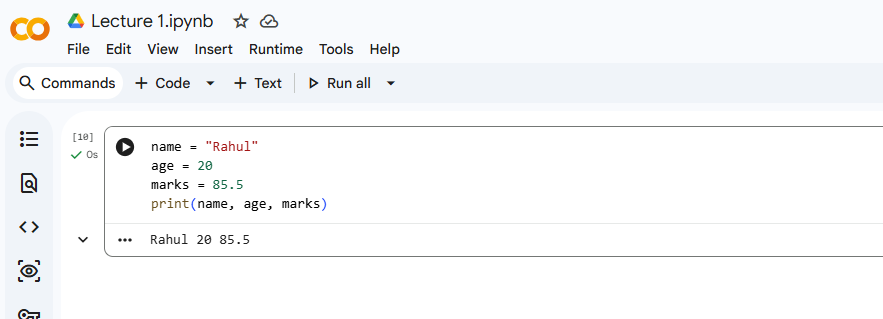 Lecture 1.ipynb
File Edit View Insert Runtime Tools Help
Commands + Code + Text Run all
[10]
0s
name = "Rahul"
age = 20
marks = 85.5
print(name, age, marks)
Rahul 20 85.5